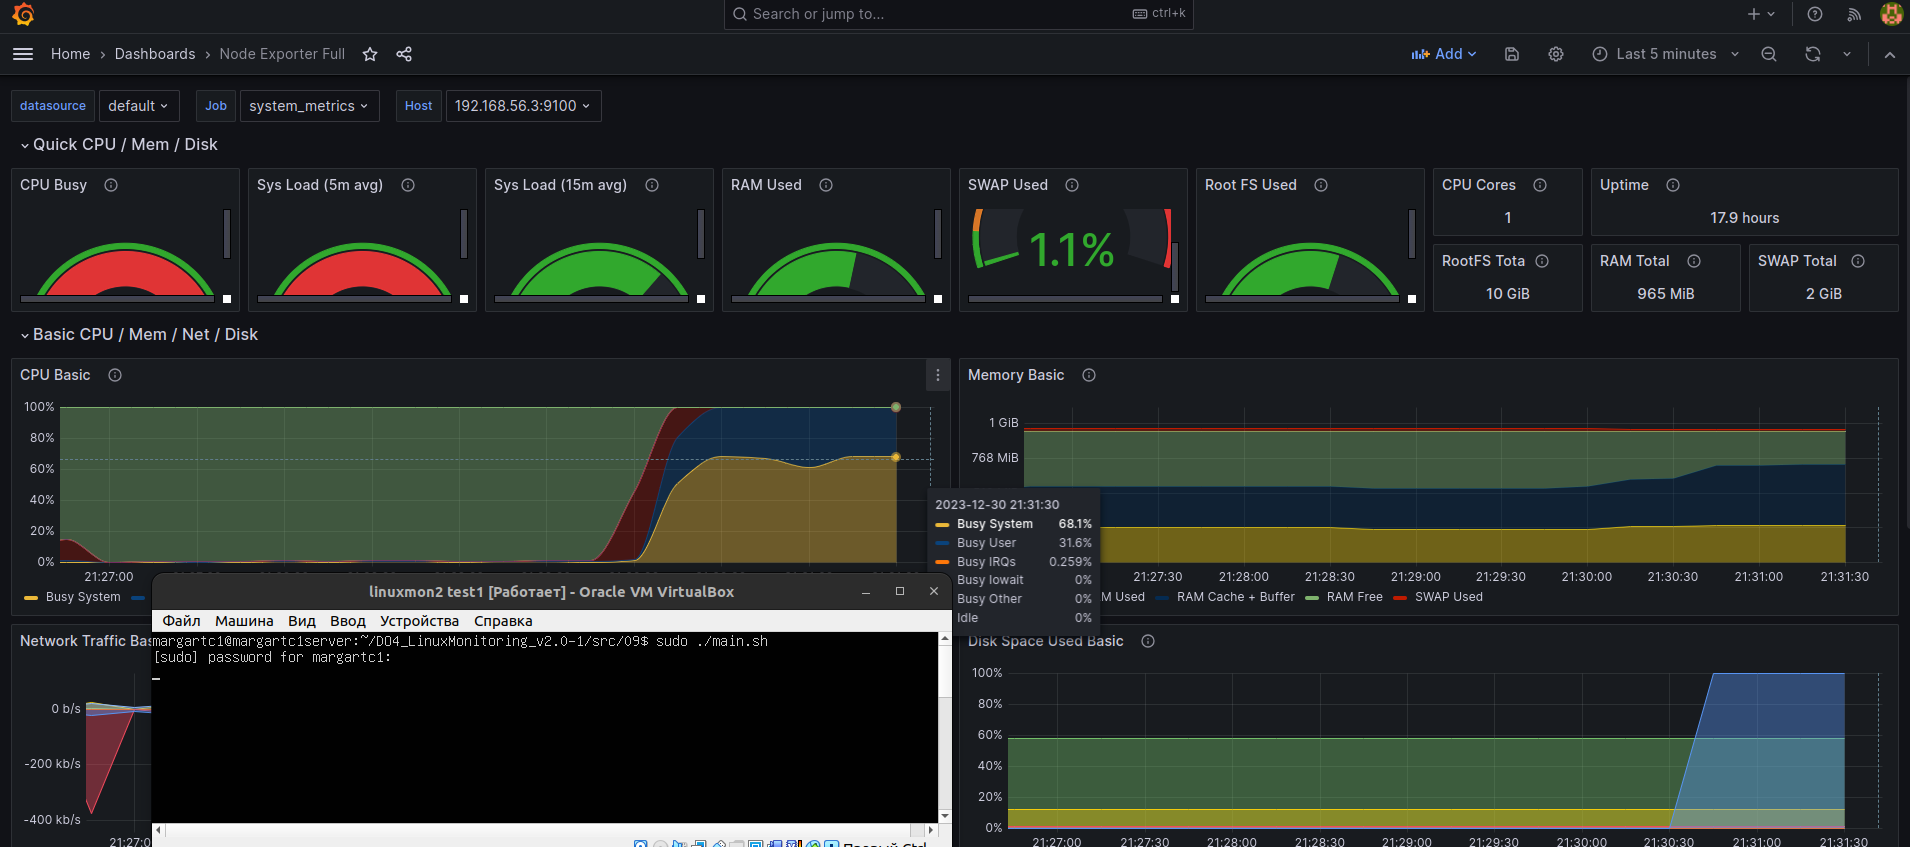 Search or jump to...
ctrl+k
Home › Dashboards › Node Exporter Full
Add
Last 5 minutes
datasource default Job system_metrics Host 192.168.56.3:9100
Quick CPU / Mem / Disk
CPU Busy
Sys Load (5m avg)
Sys Load (15m avg)
RAM Used
SWAP Used
1.1%
Root FS Used
CPU Cores
1
Uptime
17.9 hours
RootFS Tota
10 GiB
RAM Total
965 MiB
SWAP Total
2 GiB
Basic CPU / Mem / Net / Disk
CPU Basic
100%
80%
60%
40%
20%
0%
21:27:00
Busy System
Memory Basic
1 GiB
768 MiB
21:27:30 21:28:00 21:28:30 21:29:00 21:29:30 21:30:00 21:30:30 21:31:00 21:31:30
M Used RAM Cache + Buffer RAM Free SWAP Used
2023-12-30 21:31:30
Busy System 68.1%
Busy User 31.6%
Busy IRQs 0.259%
Busy Iowait 0%
Busy Other 0%
Idle 0%
linuxmon2 test1 [Работает] - Oracle VM VirtualBox
Файл Машина Вид Ввод Устройства Справка
margartc1@margartc1server:~/DO4_LinuxMonitoring_v2.0-1/src/09$ sudo ./main.sh
[sudo] password for margartc1:
Network Traffic Bas
0 b/s
-200 kb/s
-400 kb/s
21:27:0
Disk Space Used Basic
100%
80%
60%
40%
20%
0%
21:27:00 21:27:30 21:28:00 21:28:30 21:29:00 21:29:30 21:30:00 21:30:30 21:31:00 21:31:30